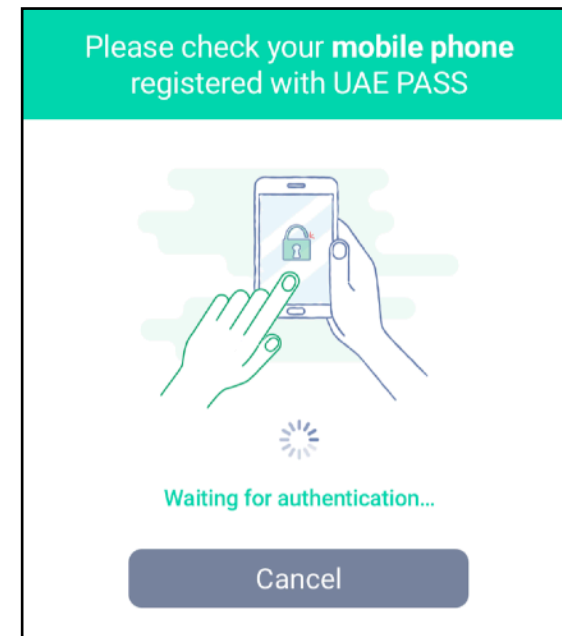 Please check your mobile phone
registered with UAE PASS
Waiting for authentication...
Cancel